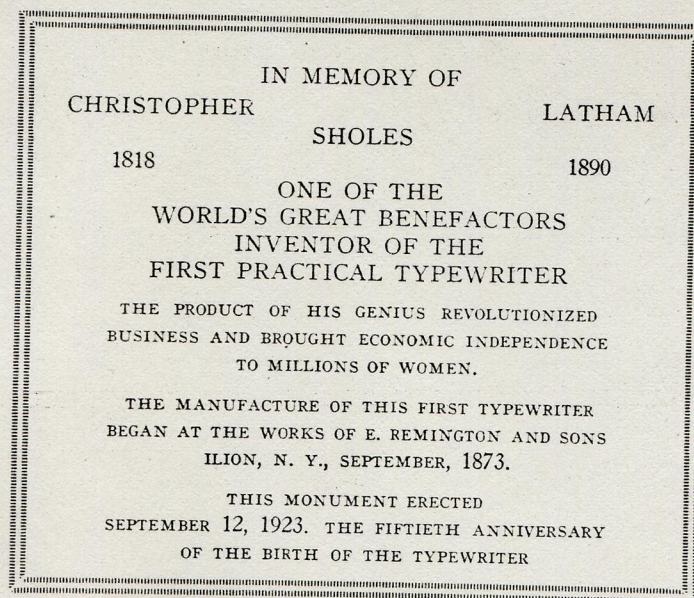 IN MEMORY OF
CHRISTOPHER LATHAM
SHOLES
1818 1890
ONE OF THE
WORLD'S GREAT BENEFACTORS
INVENTOR OF THE
FIRST PRACTICAL TYPEWRITER
THE PRODUCT OF HIS GENIUS REVOLUTIONIZED
BUSINESS AND BROUGHT ECONOMIC INDEPENDENCE
TO MILLIONS OF WOMEN.
THE MANUFACTURE OF THIS FIRST TYPEWRITER
BEGAN AT THE WORKS OF E. REMINGTON AND SONS
ILION, N. Y., SEPTEMBER, 1873.
THIS MONUMENT ERECTED
SEPTEMBER 12, 1923. THE FIFTIETH ANNIVERSARY
OF THE BIRTH OF THE TYPEWRITER